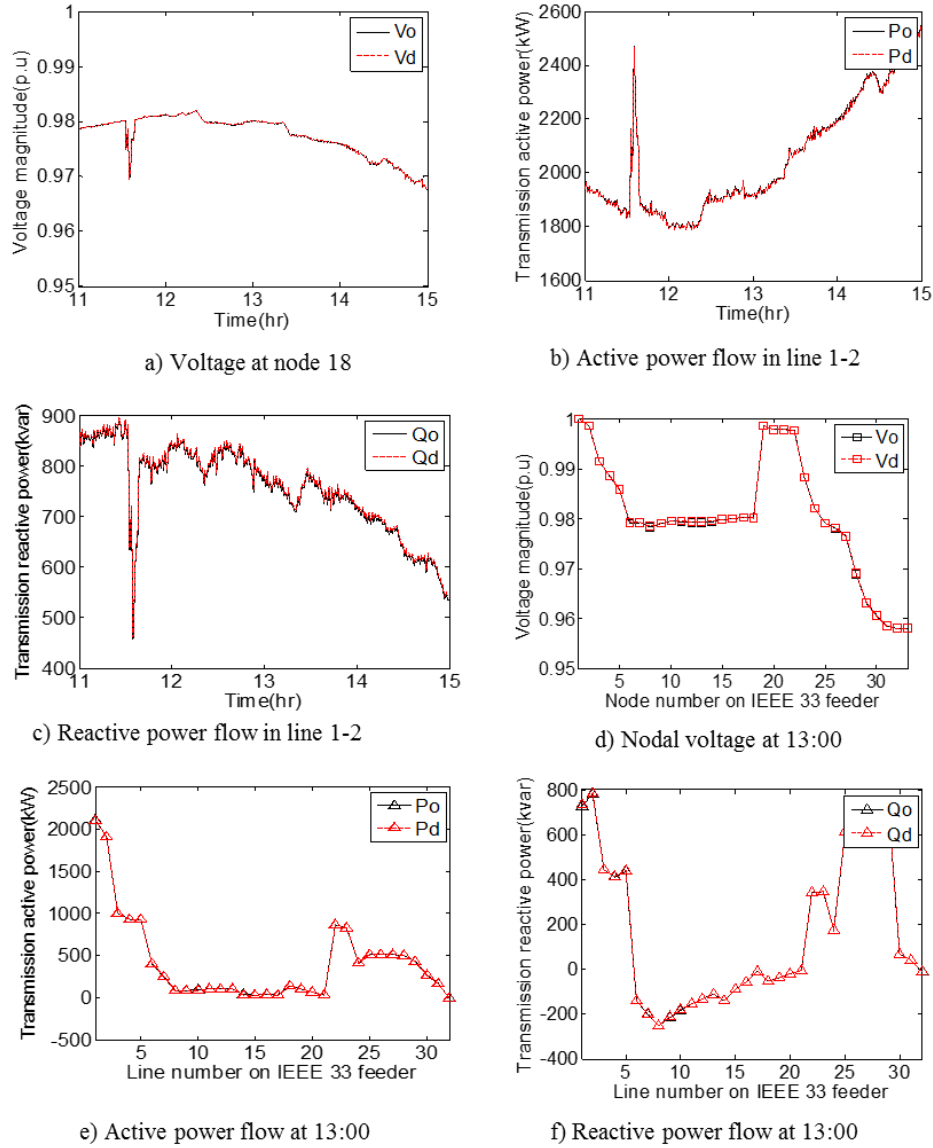 1
0.99
0.98
0.97
0.96
0.95
Voltage magnitude(p.u)
Vo
Vd
11 12 13 14 15
Time(hr)
a) Voltage at node 18
2600
2400
2200
2000
1800
1600
Transmission active power(kW)
Po
Pd
11 12 13 14 15
Time(hr)
b) Active power flow in line 1-2
900
800
700
600
500
400
Transmission reactive power(kvar)
Qo
Qd
11 12 13 14 15
Time(hr)
c) Reactive power flow in line 1-2
1
0.99
0.98
0.97
0.96
0.95
Voltage magnitude(p.u)
Vo
Vd
5 10 15 20 25 30
Node number on IEEE 33 feeder
d) Nodal voltage at 13:00
2500
2000
1500
1000
500
0
-500
Transmission active power(kW)
Po
Pd
5 10 15 20 25 30
Line number on IEEE 33 feeder
e) Active power flow at 13:00
800
600
400
200
0
-200
-400
Transmission reactive power(kvar)
Qo
Qd
5 10 15 20 25 30
Line number on IEEE 33 feeder
f) Reactive power flow at 13:00